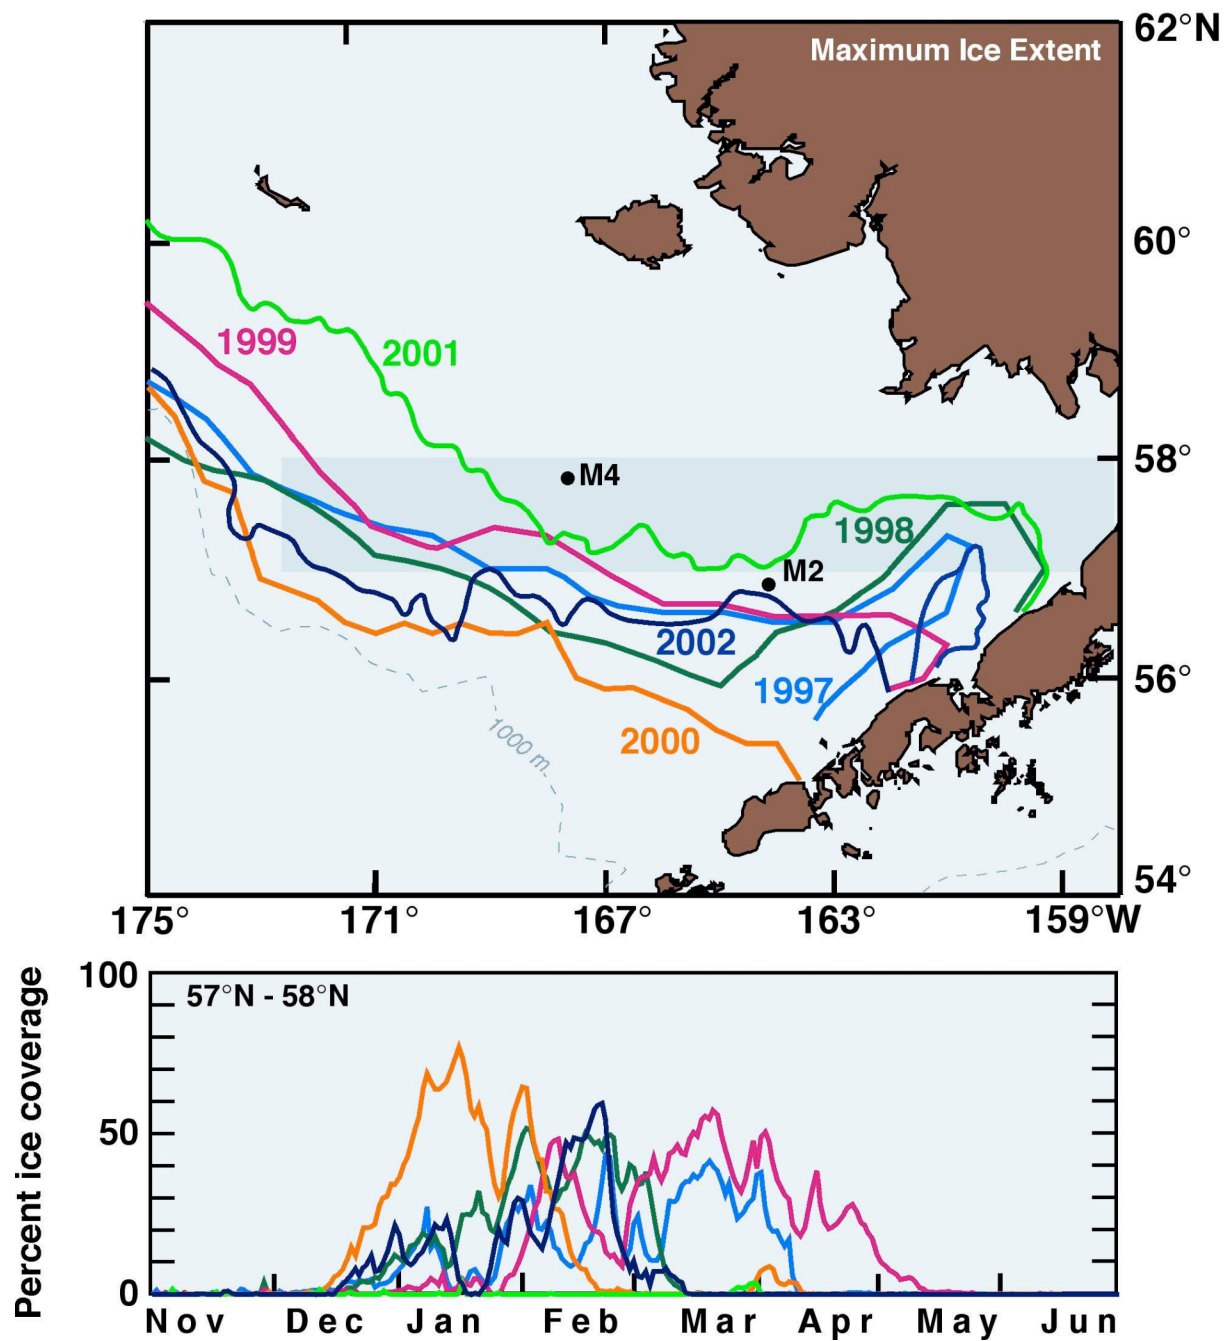 62°N
Maximum Ice Extent
60°
1999
2001
58°
M4
1998
M2
2002
56°
1997
2000
1000 m
54°
175°
171°
167°
163°
159°W
100
57°N - 58°N
Percent ice coverage
50
0
Nov
Dec
Jan
Feb
Mar
Apr
May
Jun